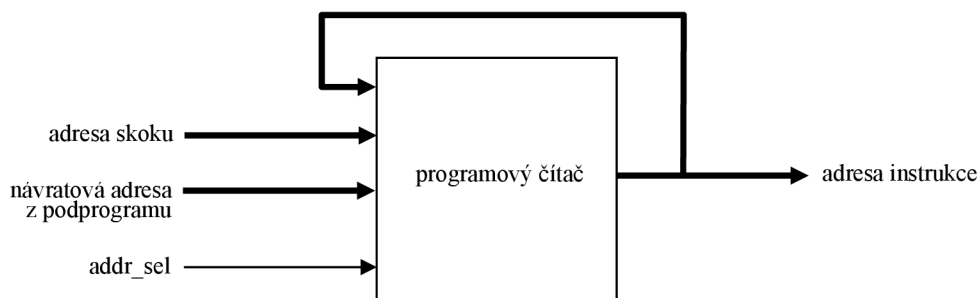 adresa skoku
návratová adresa
z podprogramu
addr_sel
programový čítač
adresa instrukce